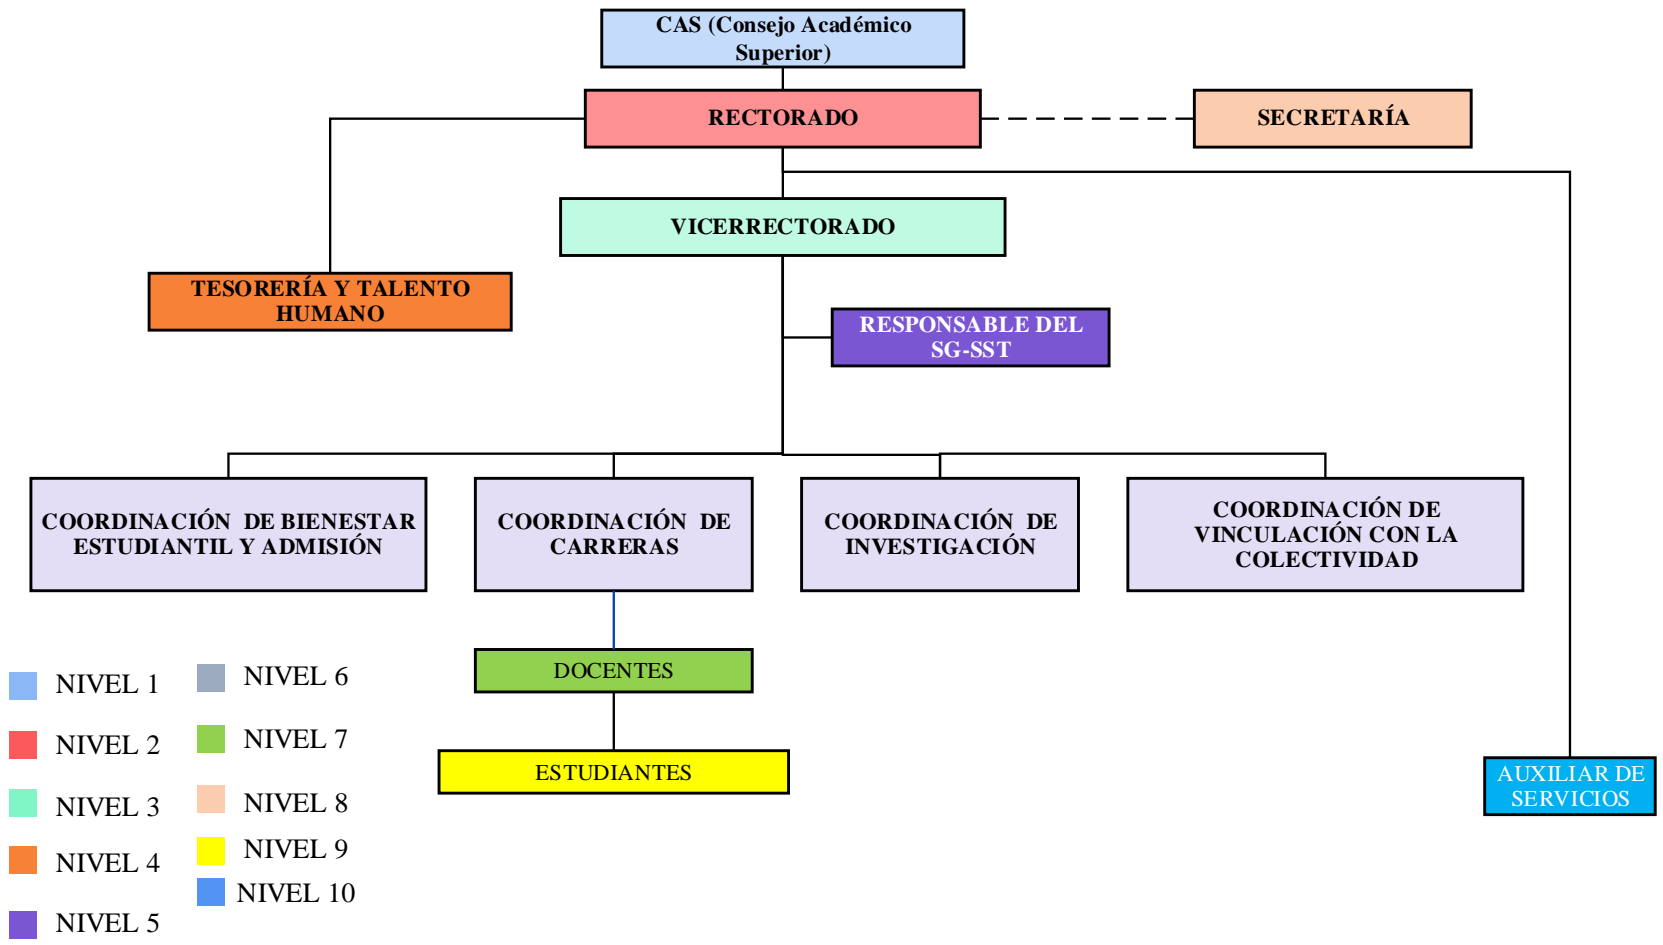 CAS (Consejo Académico
Superior)
RECTORADO
SECRETARÍA
VICERRECTORADO
TESORERÍA Y TALENTO
HUMANO
RESPONSABLE DEL
SG-SST
COORDINACIÓN DE BIENESTAR
ESTUDIANTIL Y ADMISIÓN
COORDINACIÓN DE
CARRERAS
COORDINACIÓN DE
INVESTIGACIÓN
COORDINACIÓN DE
VINCULACIÓN CON LA
COLECTIVIDAD
DOCENTES
ESTUDIANTES
AUXILIAR DE
SERVICIOS
NIVEL 1
NIVEL 2
NIVEL 3
NIVEL 4
NIVEL 5
NIVEL 6
NIVEL 7
NIVEL 8
NIVEL 9
NIVEL 10